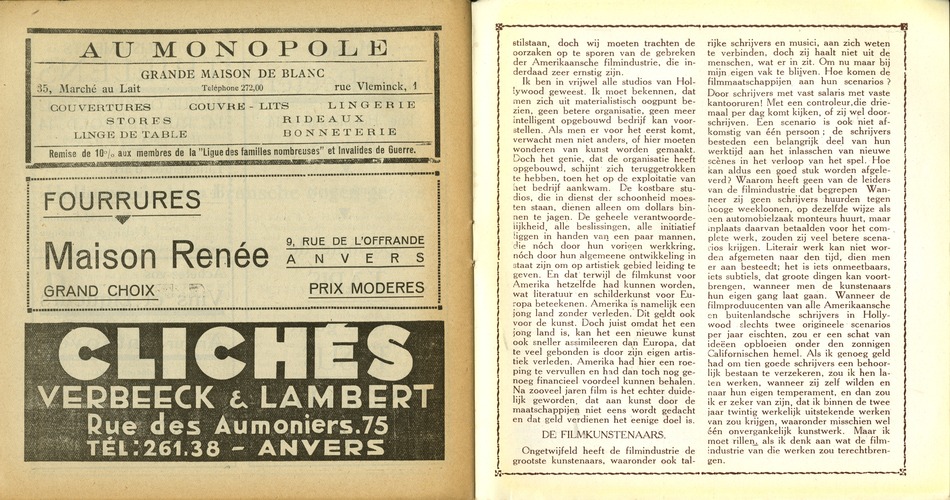 AU MONOPOLE
GRANDE MAISON DE BLANC
35, Marché au Lait Téléphone 272,00 rue Vleminck, 1
COUVERTURES COUVRE-LITS LINGERIE
STORES RIDEAUX
LINGE DE TABLE BONNETERIE
Remise de 10% aux membres de la "Ligue des familles nombreuses" et Invalides de Guerre.
FOURRURES
Maison Renée
9, RUE DE L'OFFRANDE
ANVERS
GRAND CHOIX PRIX MODERES
CLICHÉS
VERBEECK & LAMBERT
Rue des Aumoniers.75
TÉL:261.38 - ANVERS
stilstaan, doch wij moeten trachten de
oorzaken op te sporen van de gebreken
der Amerikaansche filmindustrie, die in-
derdaad zeer ernstig zijn.
Ik ben in vrijwel alle studios van Hol-
lywood geweest. Ik moet bekennen, dat
men zich uit materialistisch oogpunt be-
zien, geen betere organisatie, geen meer
intelligent opgebouwd bedrijf kan voor-
stellen. Als men er voor het eerst komt,
verwacht men niet anders, of hier moeten
wonderen van kunst worden gemaakt.
Doch het genie, dat de organisatie heeft
opgebouwd, schijnt zich teruggetrokken
te hebben, toen het op de exploitatie van
het bedrijf aankwam. De kostbare stu-
dios, die in dienst der schoonheid moes-
ten staan, dienen alleen om dollars bin-
nen te jagen. De geheele verantwoorde-
lijkheid, alle beslissingen, alle initiatief
liggen in handen van een paar mannen,
die nóch door hun vorigen werkkring,
nóch door hun algemeene ontwikkeling in
staat zijn om op artistiek gebied leiding te
geven. En dat terwijl de filmkunst voor
Amerika hetzelfde had kunnen worden,
wat literatuur en schilderkunst voor Eu-
ropa beteekenen. Amerika is namelijk een
jong land zonder verleden. Dit geldt ook
voor de kunst. Doch juist omdat het een
jong land is, kan het een nieuwe kunst
ook sneller assimileeren dan Europa, dat
te veel gebonden is door zijn eigen artis-
tiek verleden. Amerika had hier een roe-
ping te vervullen en had dan toch nog ge-
noeg financieel voordeel kunnen behalen.
Na zooveel jaren film is het echter duide-
lijk geworden, dat aan kunst door de
maatschappijen niet eens wordt gedacht
en dat geld verdienen het eenige doel is.
DE FILMKUNSTENAARS.
Ongetwijfeld heeft de filmindustrie de
grootste kunstenaars, waaronder ook tal-
rijke schrijvers en musici, aan zich weten
te verbinden, doch zij haalt niet uit de
menschen, wat er in zit. Om nu maar bij
mijn eigen vak te blijven. Hoe komen de
filmmaatschappijen aan hun scenarios?
Door schrijvers met vast salaris met vaste
kantooruren! Met een controleur, die drie-
maal per dag komt kijken, of zij wel door-
schrijven. Een scenario is ook niet af-
komstig van één persoon; de schrijvers
besteden een belangrijk deel van hun
werktijd aan het inlasschen van nieuwe
scènes in het verloop van het spel. Hoe
kan aldus een goed stuk worden afgele-
verd? Waarom heeft geen van de leiders
van de filmindustrie dat begrepen Wan-
neer zij geen schrijvers huurden tegen
hooge weekloonen, op dezelfde wijze als
een automobielzaak monteurs huurt, maar
inplaats daarvan betaalden voor het com-
plete werk, zouden zij veel betere scena-
rios krijgen. Literair werk kan niet wor-
den afgemeten naar den tijd, dien men
er aan besteedt; het is iets onmeetbaars,
iets subtiels, dat groote dingen kan voort-
brengen, wanneer men de kunstenaars
hun eigen gang laat gaan. Wanneer de
filmproducenten van alle Amerikaansche
en buitenlandsche schrijvers in Holly-
wood slechts twee origineele scenarios
per jaar eischten, zou er een schat van
ideëen opbloeien onder den zonnigen
Californischen hemel. Als ik genoeg geld
had om tien goede schrijvers een behoor-
lijk bestaan te verzekeren, zou ik hen la-
ten werken, wanneer zij zelf wilden en
naar hun eigen temperament, en dan zou
ik er zeker van zijn, dat ik binnen de twee
jaar twintig werkelijk uitstekende werken
van zou krijgen, waaronder misschien wel
één onvergankelijk kunstwerk. Maar ik
moet rillen, als ik denk aan wat de film-
industrie van die werken zou terechtbren-
gen.